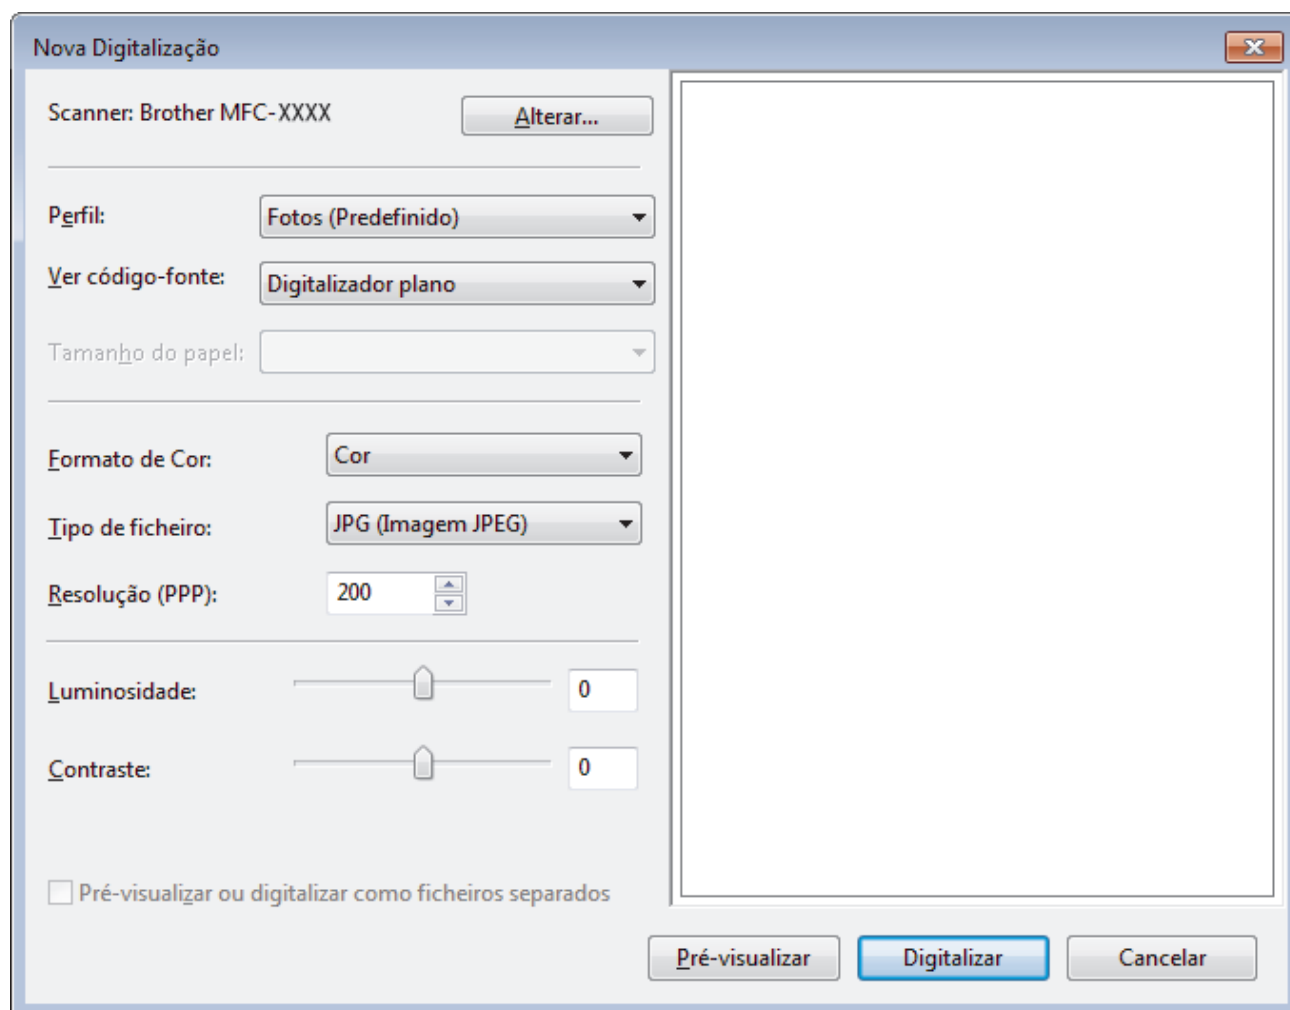 Nova Digitalização
Scanner: Brother MFC-XXXX
Alterar...
Perfil:
Fotos (Predefinido)
Ver código-fonte:
Digitalizador plano
Tamanho do papel:
Formato de Cor:
Cor
Tipo de ficheiro:
JPG (Imagem JPEG)
Resolução (PPP):
200
Luminosidade:
0
Contraste:
0
Pré-visualizar ou digitalizar como ficheiros separados
Pré-visualizar
Digitalizar
Cancelar